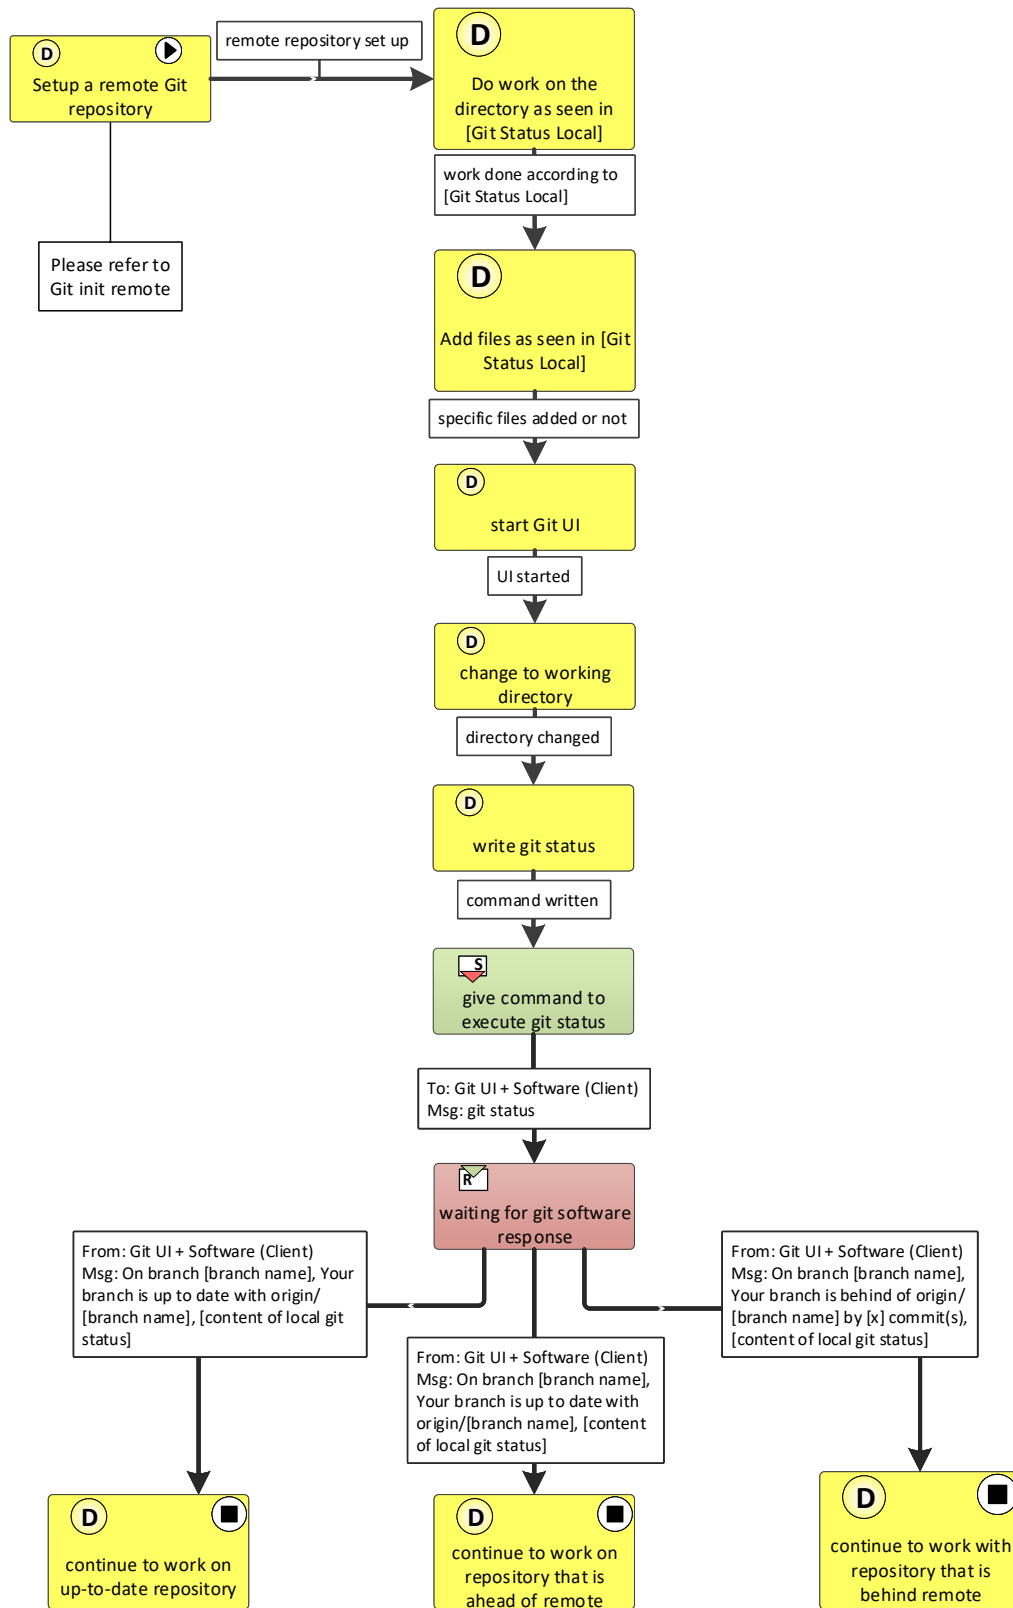 D
Setup a remote Git
repository
remote repository set up
Please refer to
Git init remote
D
Do work on the
directory as seen in
[Git Status Local]
work done according to
[Git Status Local]
D
Add files as seen in [Git
Status Local]
specific files added or not
D
start Git UI
UI started
D
change to working
directory
directory changed
D
write git status
command written
S
give command to
execute git status
To: Git UI + Software (Client)
Msg: git status
R
waiting for git software
response
From: Git UI + Software (Client)
Msg: On branch [branch name], Your
branch is up to date with origin/
[branch name], [content of local git
status]
From: Git UI + Software (Client)
Msg: On branch [branch name],
Your branch is up to date with
origin/[branch name], [content
of local git status]
From: Git UI + Software (Client)
Msg: On branch [branch name],
Your branch is behind of origin/
[branch name] by [x] commit(s),
[content of local git status]
D
continue to work on
up-to-date repository
D
continue to work on
repository that is
ahead of remote
D
continue to work with
repository that is
behind remote